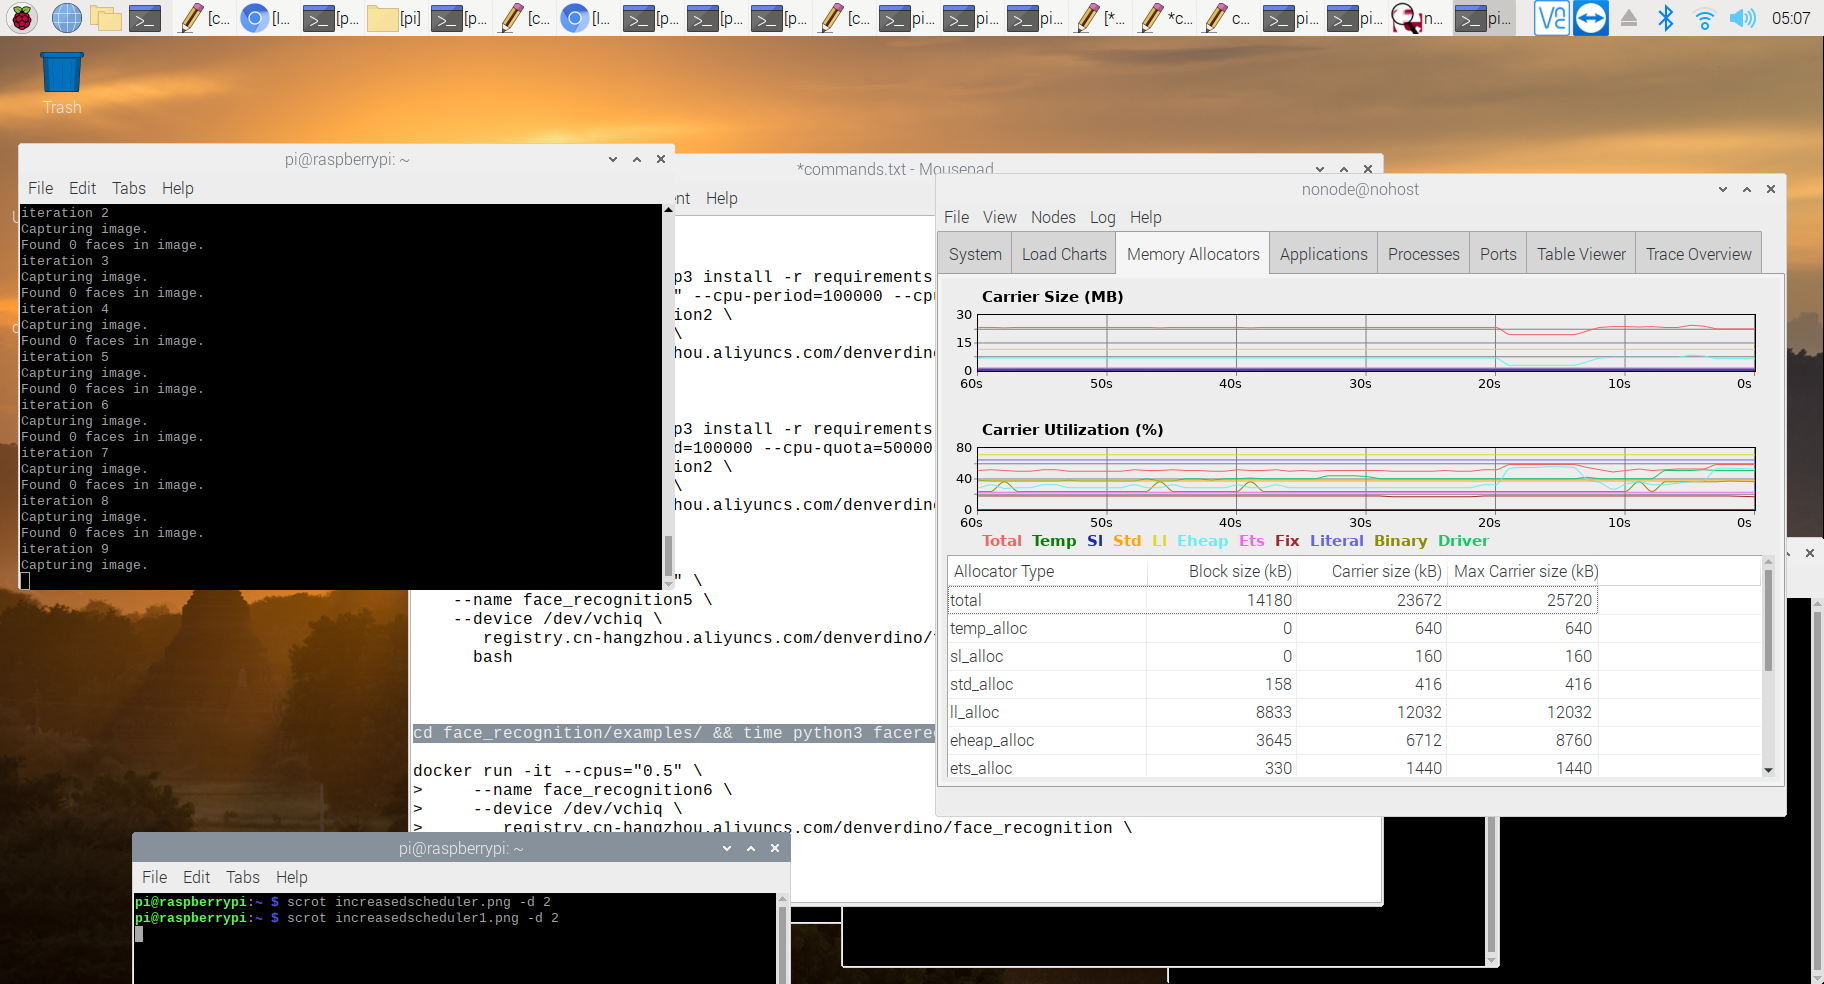 [c...
[I...
[p...
[pi]
[p...
[c...
[I...
[p...
[p...
[p...
[c...
pi...
pi...
pi...
[*...
*c...
c...
pi...
pi...
n...
pi...
05:07
Trash
pi@raspberrypi: ~
File Edit Tabs Help
iteration 2
Capturing image.
Found 0 faces in image.
iteration 3
Capturing image.
Found 0 faces in image.
iteration 4
Capturing image.
Found 0 faces in image.
iteration 5
Capturing image.
Found 0 faces in image.
iteration 6
Capturing image.
Found 0 faces in image.
iteration 7
Capturing image.
Found 0 faces in image.
iteration 8
Capturing image.
Found 0 faces in image.
iteration 9
Capturing image.
*commands.txt - Mousepad
nt Help
p3 install -r requirements
" --cpu-period=100000 --cpu
ion2 \
\
hou.aliyuncs.com/denverdino
p3 install -r requirements
d=100000 --cpu-quota=50000
ion2 \
\
hou.aliyuncs.com/denverdino
" \
--name face_recognition5 \
--device /dev/vchiq \
registry.cn-hangzhou.aliyuncs.com/denverdino/
bash
cd face_recognition/examples/ && time python3 facere
docker run -it --cpus="0.5" \
> --name face_recognition6 \
> --device /dev/vchiq \
> registry.cn-hangzhou.aliyuncs.com/denverdino/face_recognition \
nonode@nohost
File View Nodes Log Help
System Load Charts Memory Allocators Applications Processes Ports Table Viewer Trace Overview
Carrier Size (MB)
30
15
0
60s 50s 40s 30s 20s 10s 0s
Carrier Utilization (%)
80
40
0
60s 50s 40s 30s 20s 10s 0s
Total Temp Sl Std Ll Eheap Ets Fix Literal Binary Driver
Allocator Type Block size (kB) Carrier size (kB) Max Carrier size (kB)
total 14180 23672 25720
temp_alloc 0 640 640
sl_alloc 0 160 160
std_alloc 158 416 416
ll_alloc 8833 12032 12032
eheap_alloc 3645 6712 8760
ets_alloc 330 1440 1440
pi@raspberrypi: ~
File Edit Tabs Help
pi@raspberrypi:~ $ scrot increasedscheduler.png -d 2
pi@raspberrypi:~ $ scrot increasedscheduler1.png -d 2